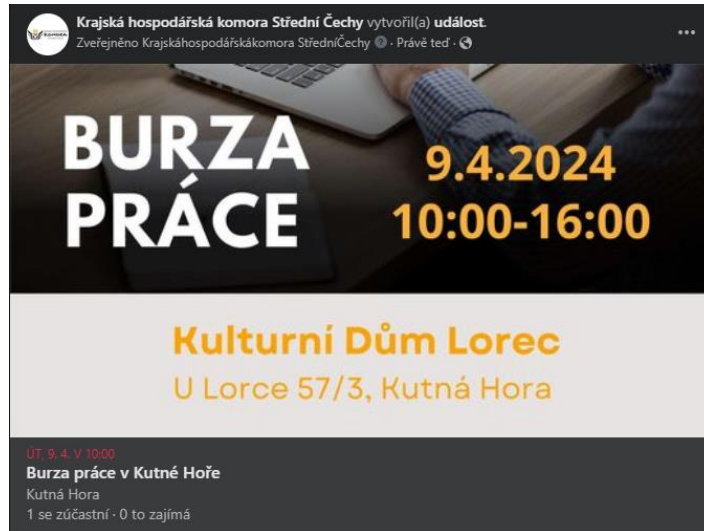 Krajská hospodářská komora Střední Čechy vytvořil(a) událost.
Zveřejněno Krajskáhospodářskákomora StředníČechy · Právě teď ·
BURZA
PRÁCE
9.4.2024
10:00-16:00
Kulturní Dům Lorec
U Lorce 57/3, Kutná Hora
ÚT, 9. 4. V 10:00
Burza práce v Kutné Hoře
Kutná Hora
1 se zúčastní · 0 to zajímá